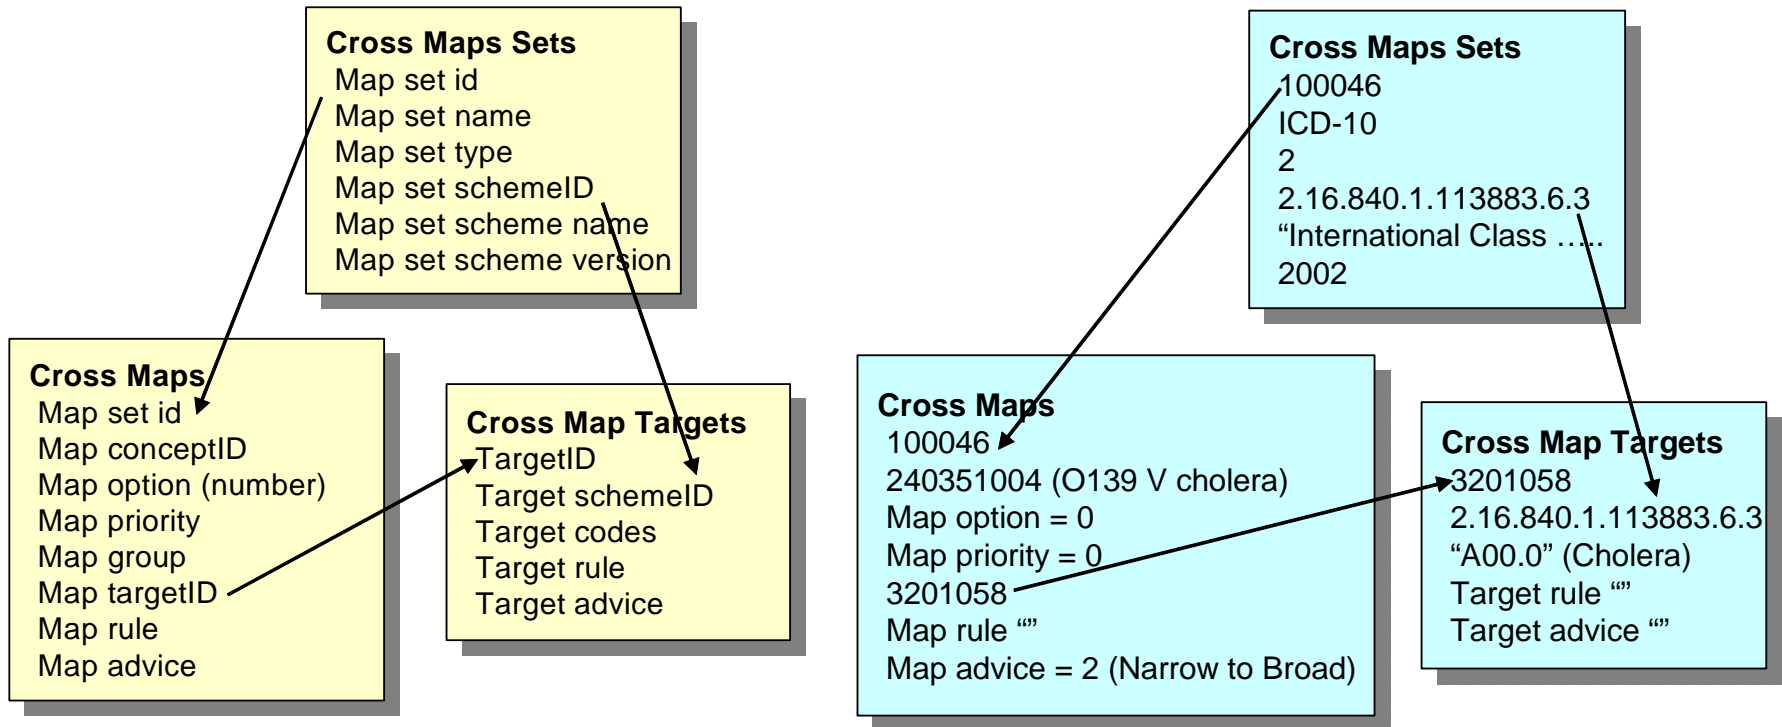 Cross Maps Sets
Map set id
Map set name
Map set type
Map set schemeID
Map set scheme name
Map set scheme version
Cross Maps
Map set id
Map conceptID
Map option (number)
Map priority
Map group
Map targetID
Map rule
Map advice
Cross Map Targets
TargetID
Target schemeID
Target codes
Target rule
Target advice
Cross Maps Sets
100046
ICD-10
2
2.16.840.1.113883.6.3
“International Class …..
2002
Cross Maps
100046
240351004 (O139 V cholera)
Map option = 0
Map priority = 0
3201058
Map rule “”
Map advice = 2 (Narrow to Broad)
Cross Map Targets
3201058
2.16.840.1.113883.6.3
“A00.0” (Cholera)
Target rule “”
Target advice “”